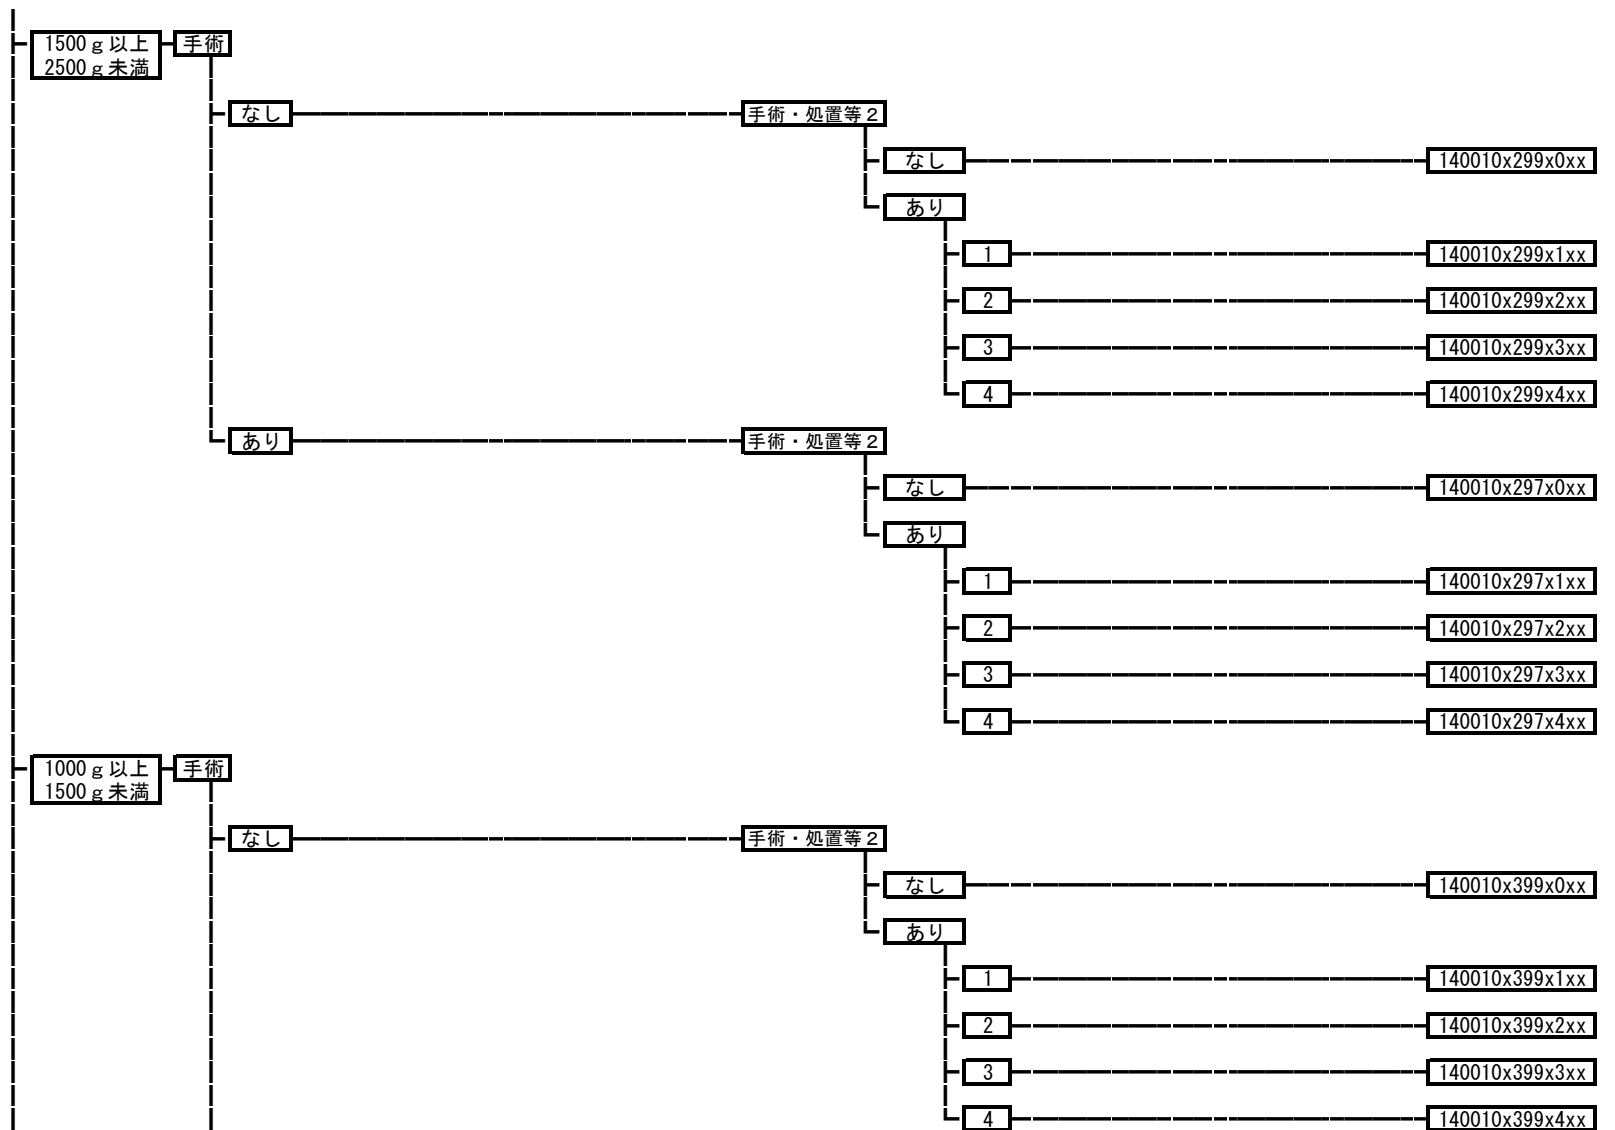 1500ｇ以上
2500ｇ未満
手術
なし
手術・処置等２
なし
140010x299x0xx
あり
1
140010x299x1xx
2
140010x299x2xx
3
140010x299x3xx
4
140010x299x4xx
あり
手術・処置等２
なし
140010x297x0xx
あり
1
140010x297x1xx
2
140010x297x2xx
3
140010x297x3xx
4
140010x297x4xx
1000ｇ以上
1500ｇ未満
手術
なし
手術・処置等２
なし
140010x399x0xx
あり
1
140010x399x1xx
2
140010x399x2xx
3
140010x399x3xx
4
140010x399x4xx